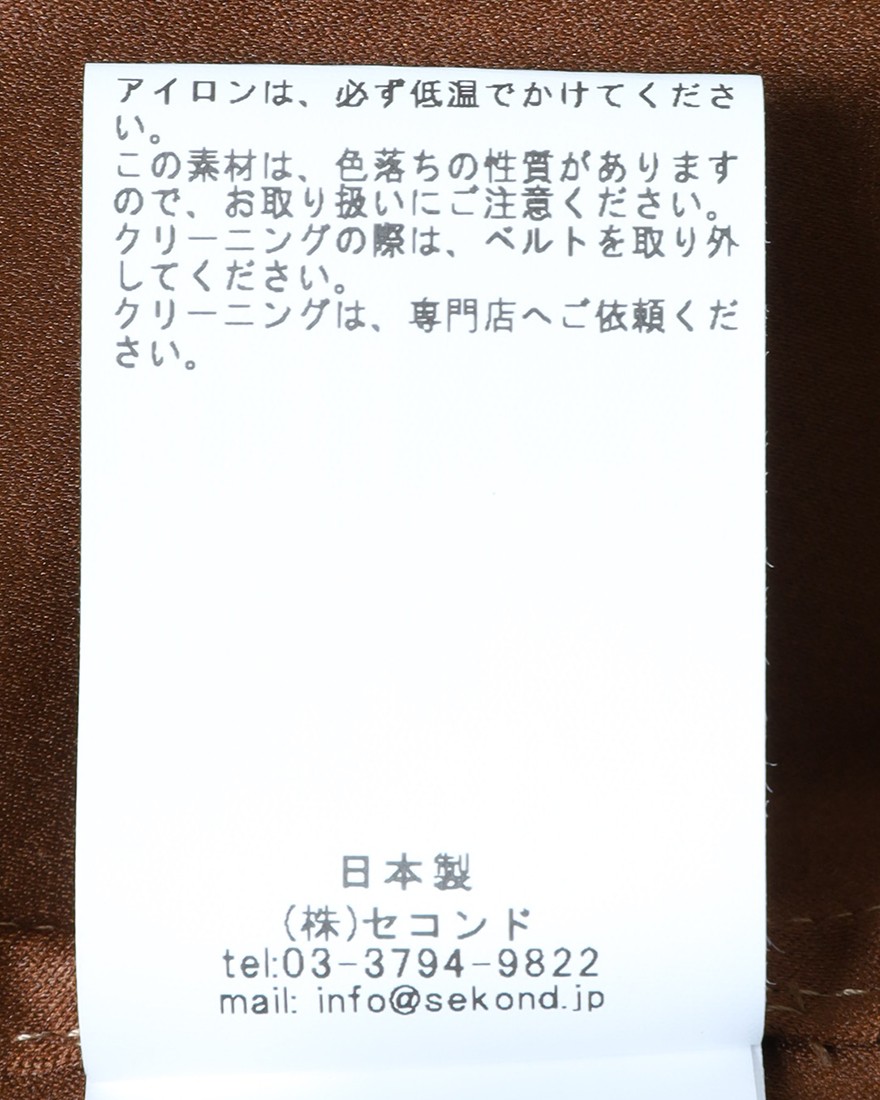 アイロンは、必ず低温でかけてくださ
い。
この素材は、色落ちの性質があります
ので、お取り扱いにご注意ください。
クリーニングの際は、ベルトを取り外
してください。
クリーニングは、専門店へご依頼くだ
さい。
日本製
(株)セコンド
tel:03-3794-9822
mail: info@sekond.jp